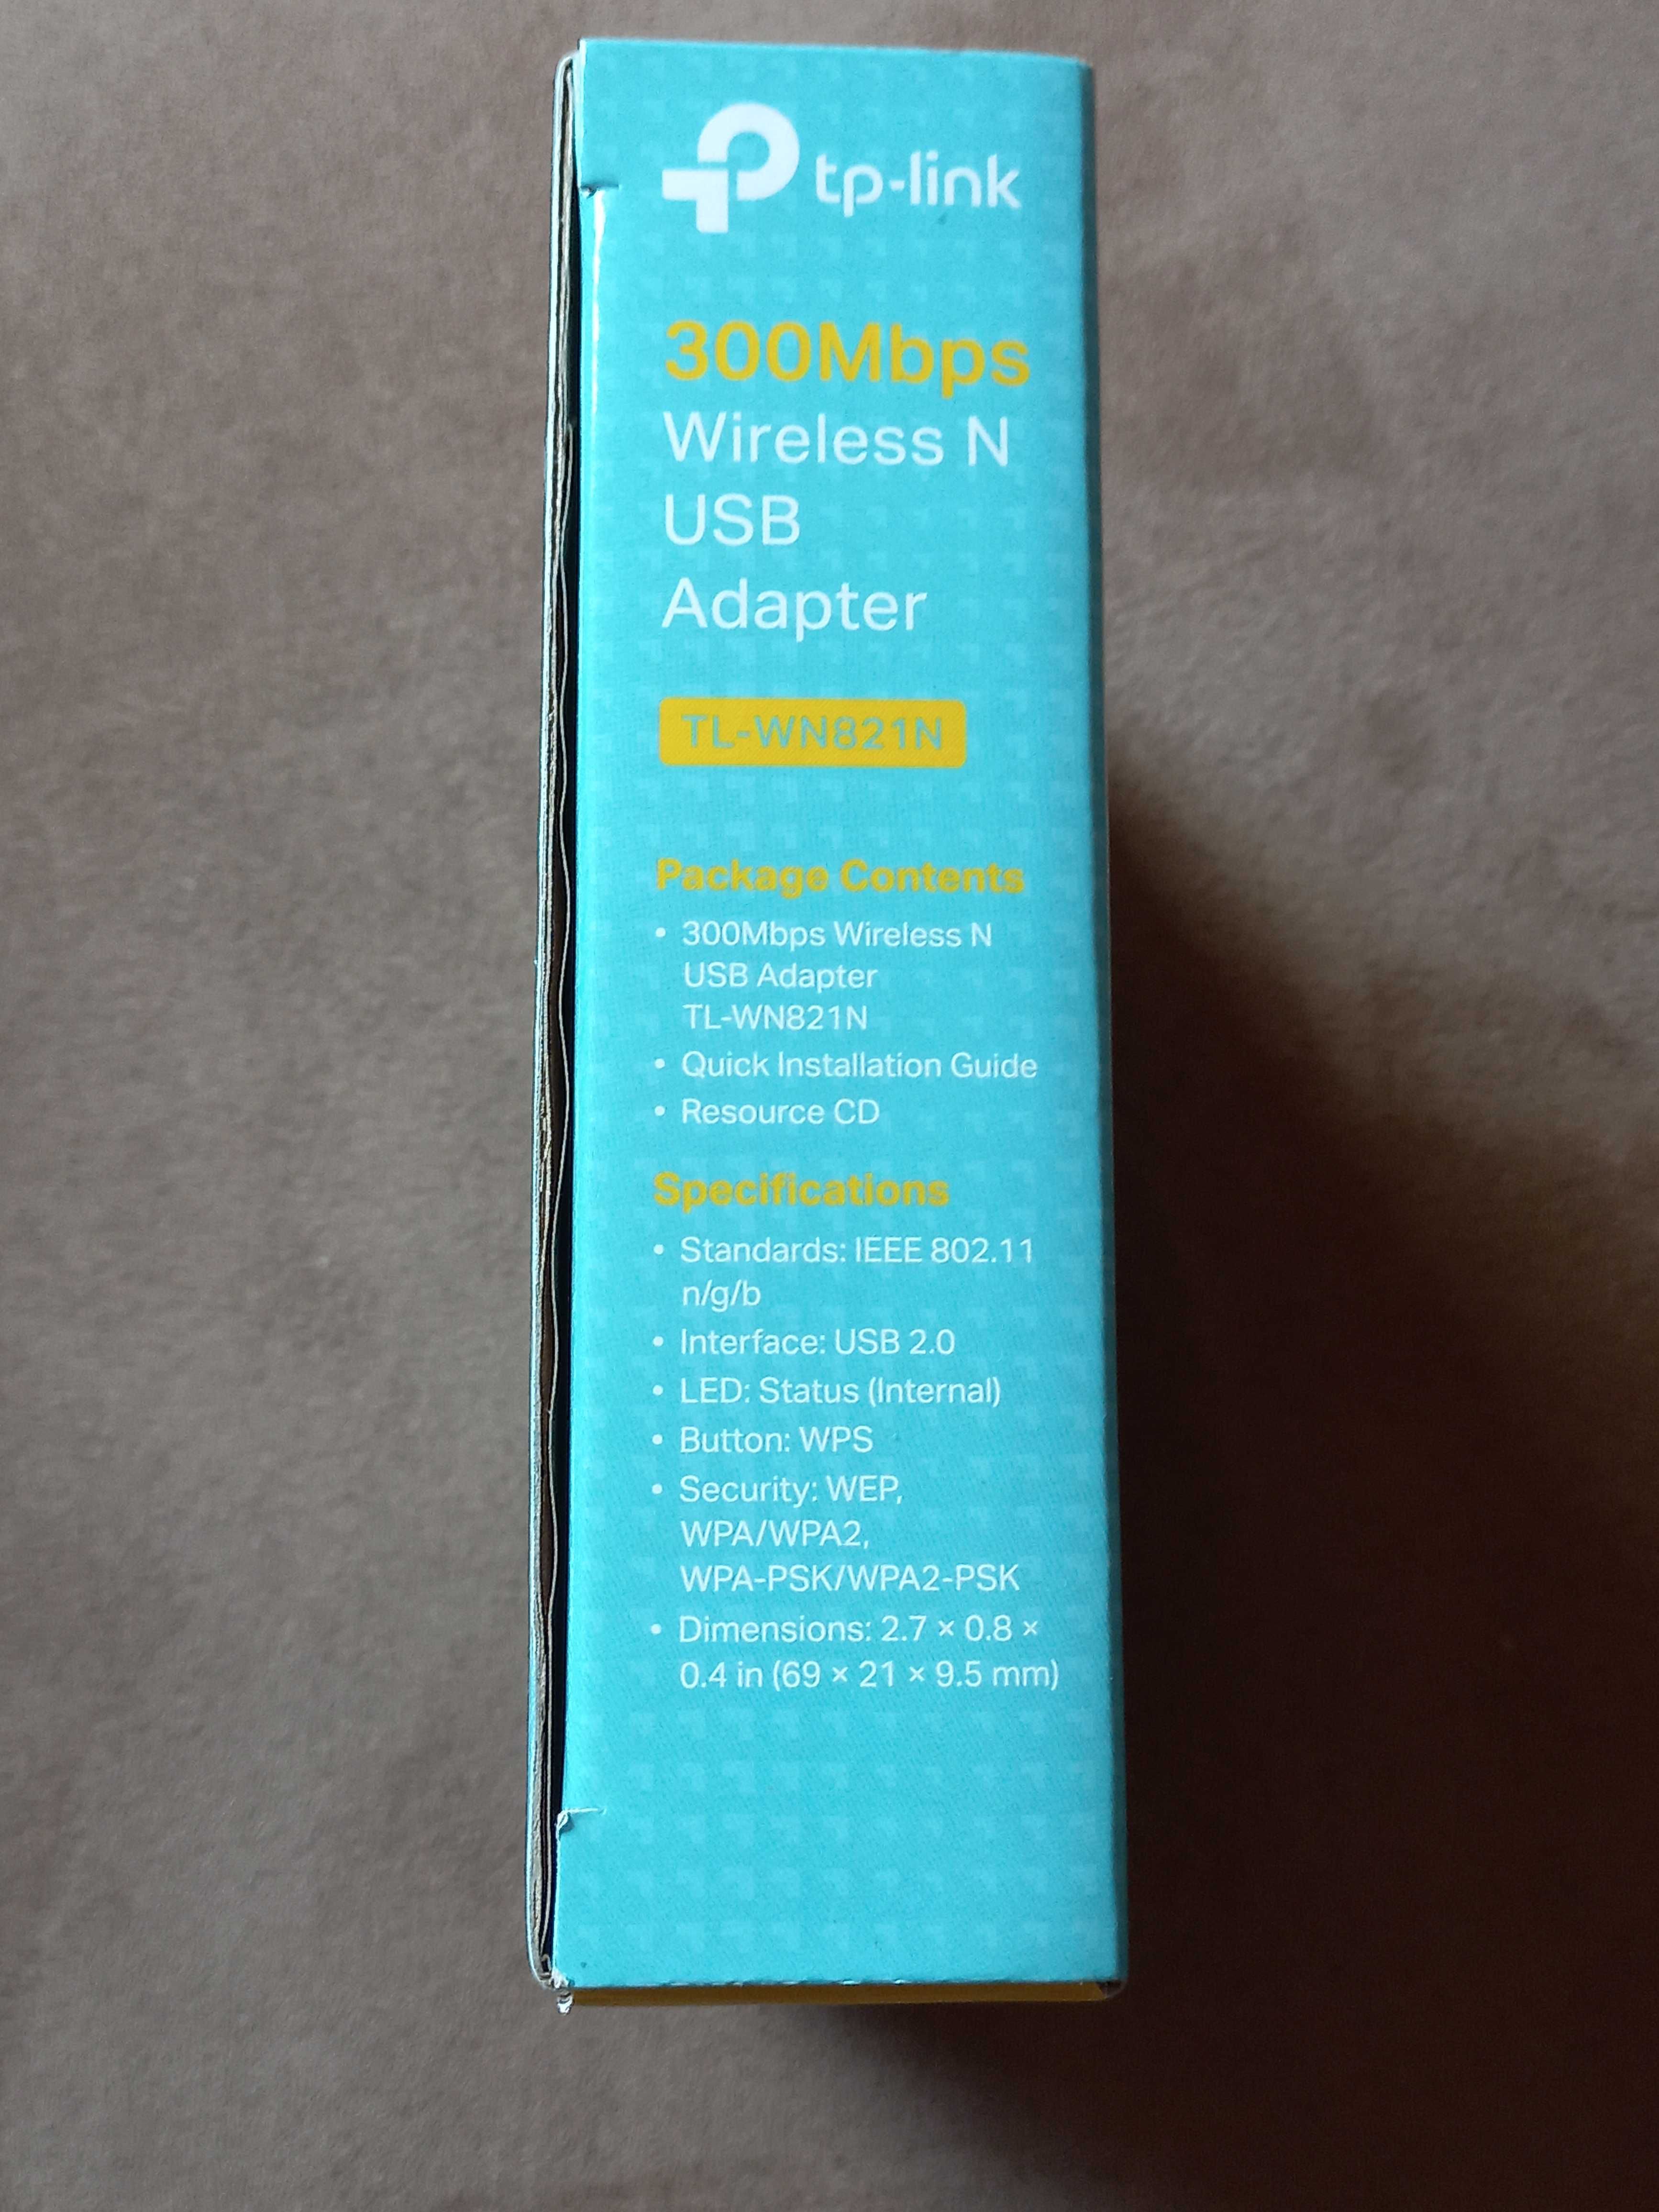 tp-link
300Mbps
Wireless N
USB
Adapter
TL-WN821N
Package Contents
• 300Mbps Wireless N
USB Adapter
TL-WN821N
• Quick Installation Guide
• Resource CD
Specifications
• Standards: IEEE 802.11
n/g/b
• Interface: USB 2.0
• LED: Status (Internal)
• Button: WPS
• Security: WEP,
WPA/WPA2,
WPA-PSK/WPA2-PSK
• Dimensions: 2.7 × 0.8 ×
0.4 in (69 × 21 × 9.5 mm)